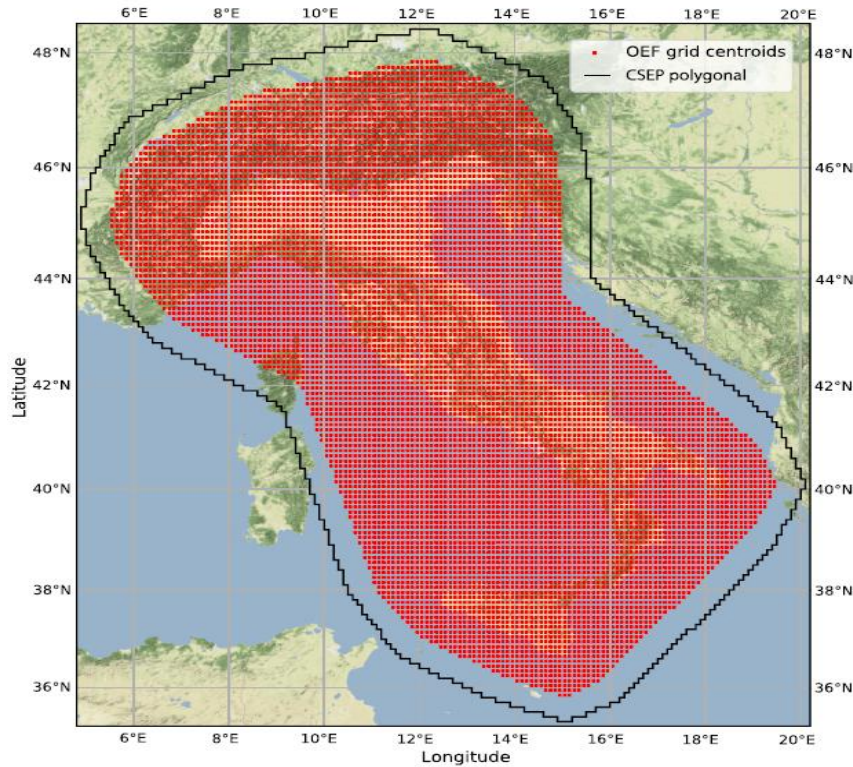 6°E 8°E 10°E 12°E 14°E 16°E 18°E 20°E
48°N 48°N
OEF grid centroids
CSEP polygonal
46°N 46°N
44°N 44°N
42°N 42°N
40°N 40°N
38°N 38°N
36°N 36°N
Latitude
6°E 8°E 10°E 12°E 14°E 16°E 18°E 20°E
Longitude